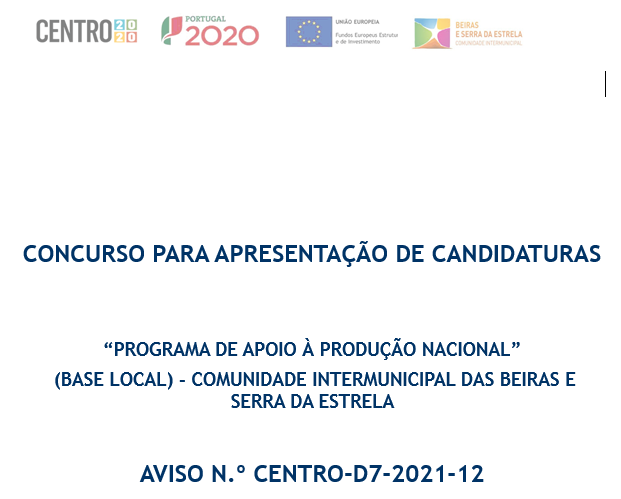 CENTRO 2020
PORTUGAL
2020
UNIÃO EUROPEIA
Fundos Europeus Estrutu
e de Investimento
BEIRAS
E SERRA DA ESTRELA
COMUNIDADE INTERMUNICIPAL
CONCURSO PARA APRESENTAÇÃO DE CANDIDATURAS
“PROGRAMA DE APOIO À PRODUÇÃO NACIONAL”
(BASE LOCAL) - COMUNIDADE INTERMUNICIPAL DAS BEIRAS E
SERRA DA ESTRELA
AVISO N.º CENTRO-D7-2021-12